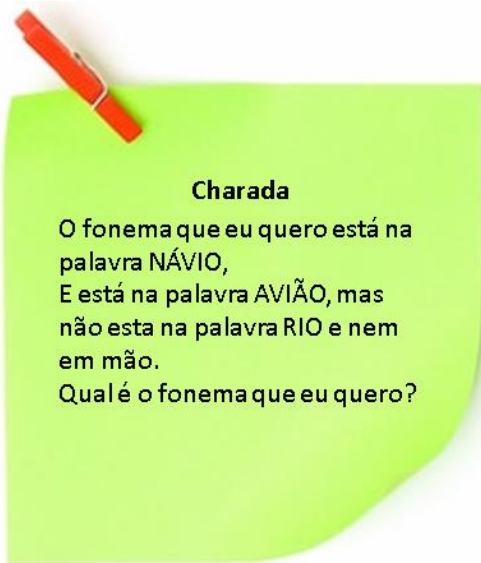 Charada
O fonema que eu quero está na
palavra NÁVIO,
E está na palavra AVIÃO, mas
não esta na palavra RIO e nem
em mão.
Qual é o fonema que eu quero?